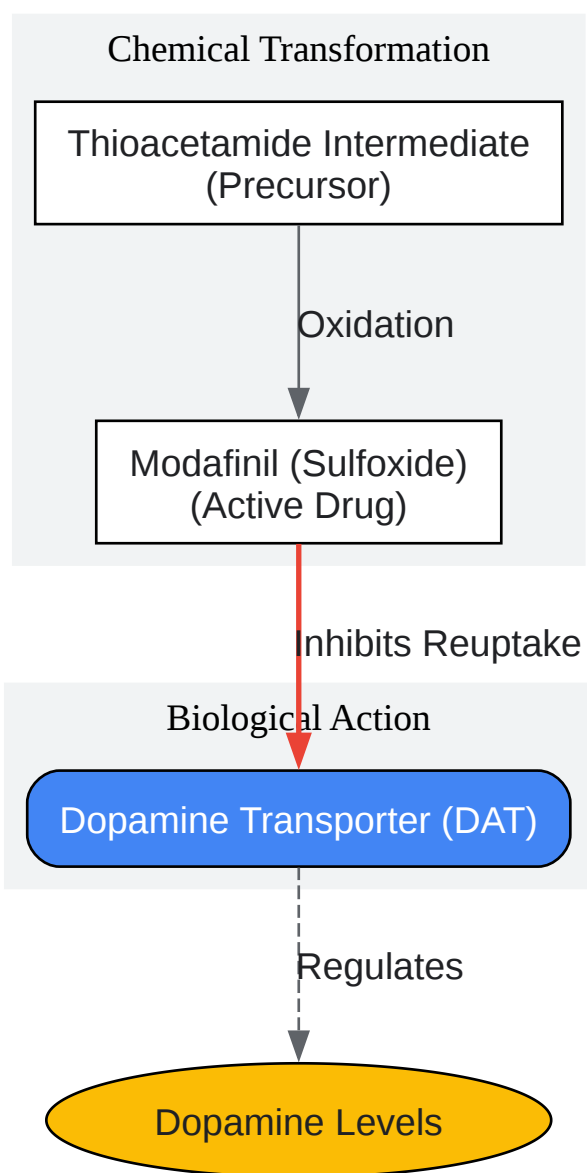 Chemical Transformation
Thioacetamide Intermediate
(Precursor)
Oxidation
Modafinil (Sulfoxide)
(Active Drug)
Inhibits Reuptake
Biological Action
Dopamine Transporter (DAT)
Regulates
Dopamine Levels